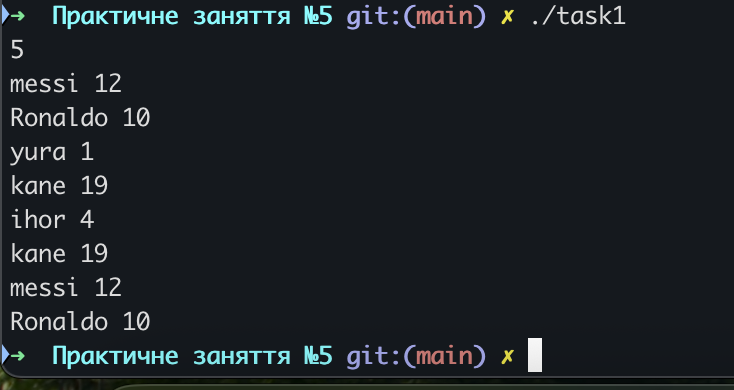 → Практичне заняття №5 git:(main) ✗ ./task1
5
messi 12
Ronaldo 10
yura 1
kane 19
ihor 4
kane 19
messi 12
Ronaldo 10
→ Практичне заняття №5 git:(main) ✗